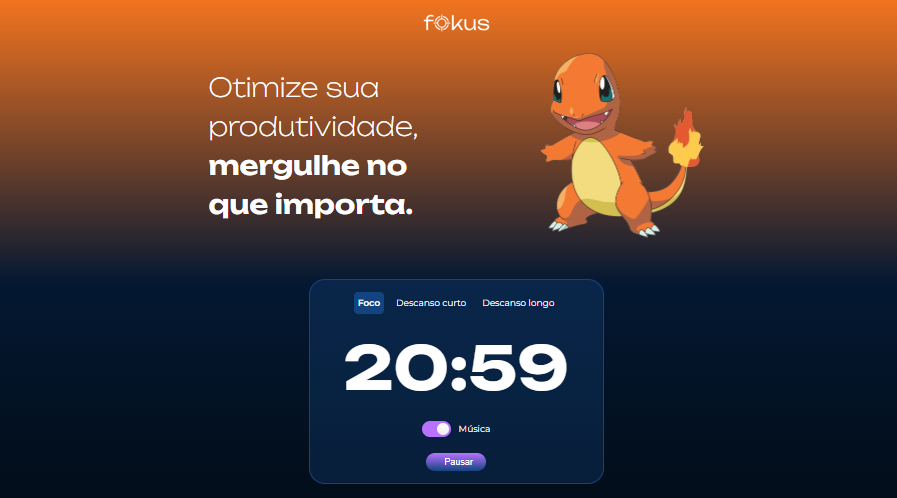 fokus
Otimize sua
produtividade,
mergulhe no
que importa.
Foco Descanso curto Descanso longo
20:59
Música
Pausar